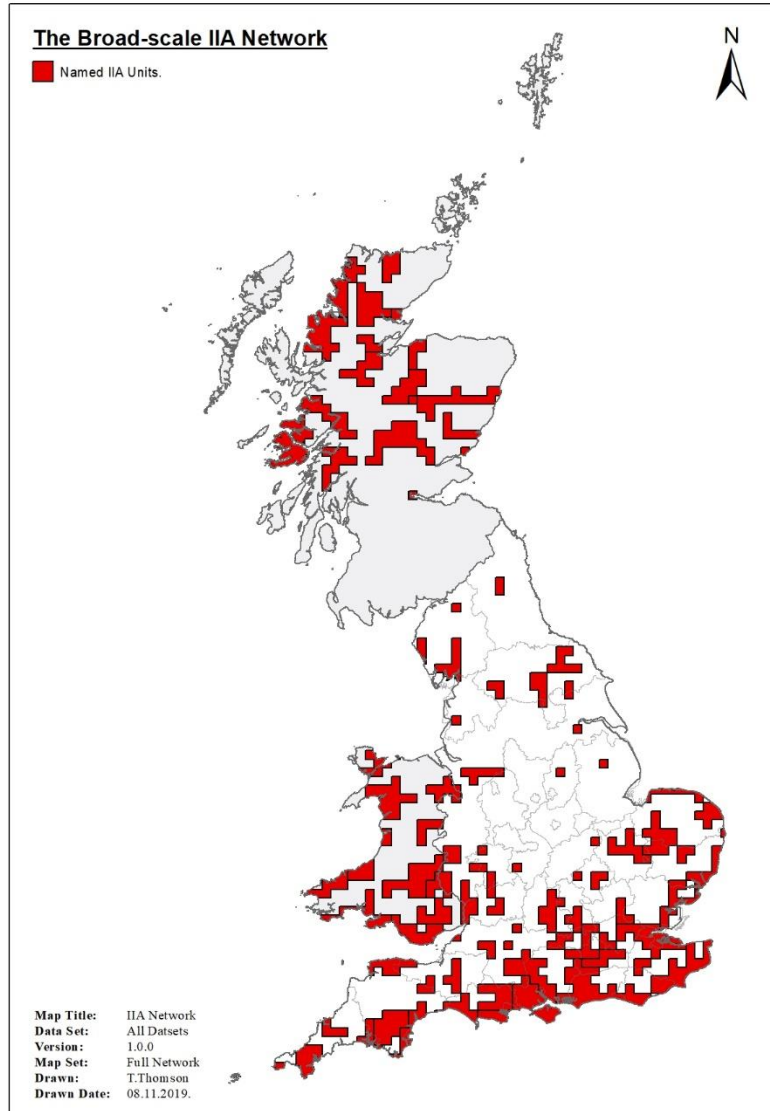 The Broad-scale IIA Network
Named IIA Units.
N
Map Title: IIA Network
Data Set: All Datsets
Version: 1.0.0
Map Set: Full Network
Drawn: T.Thomson
Drawn Date: 08.11.2019.